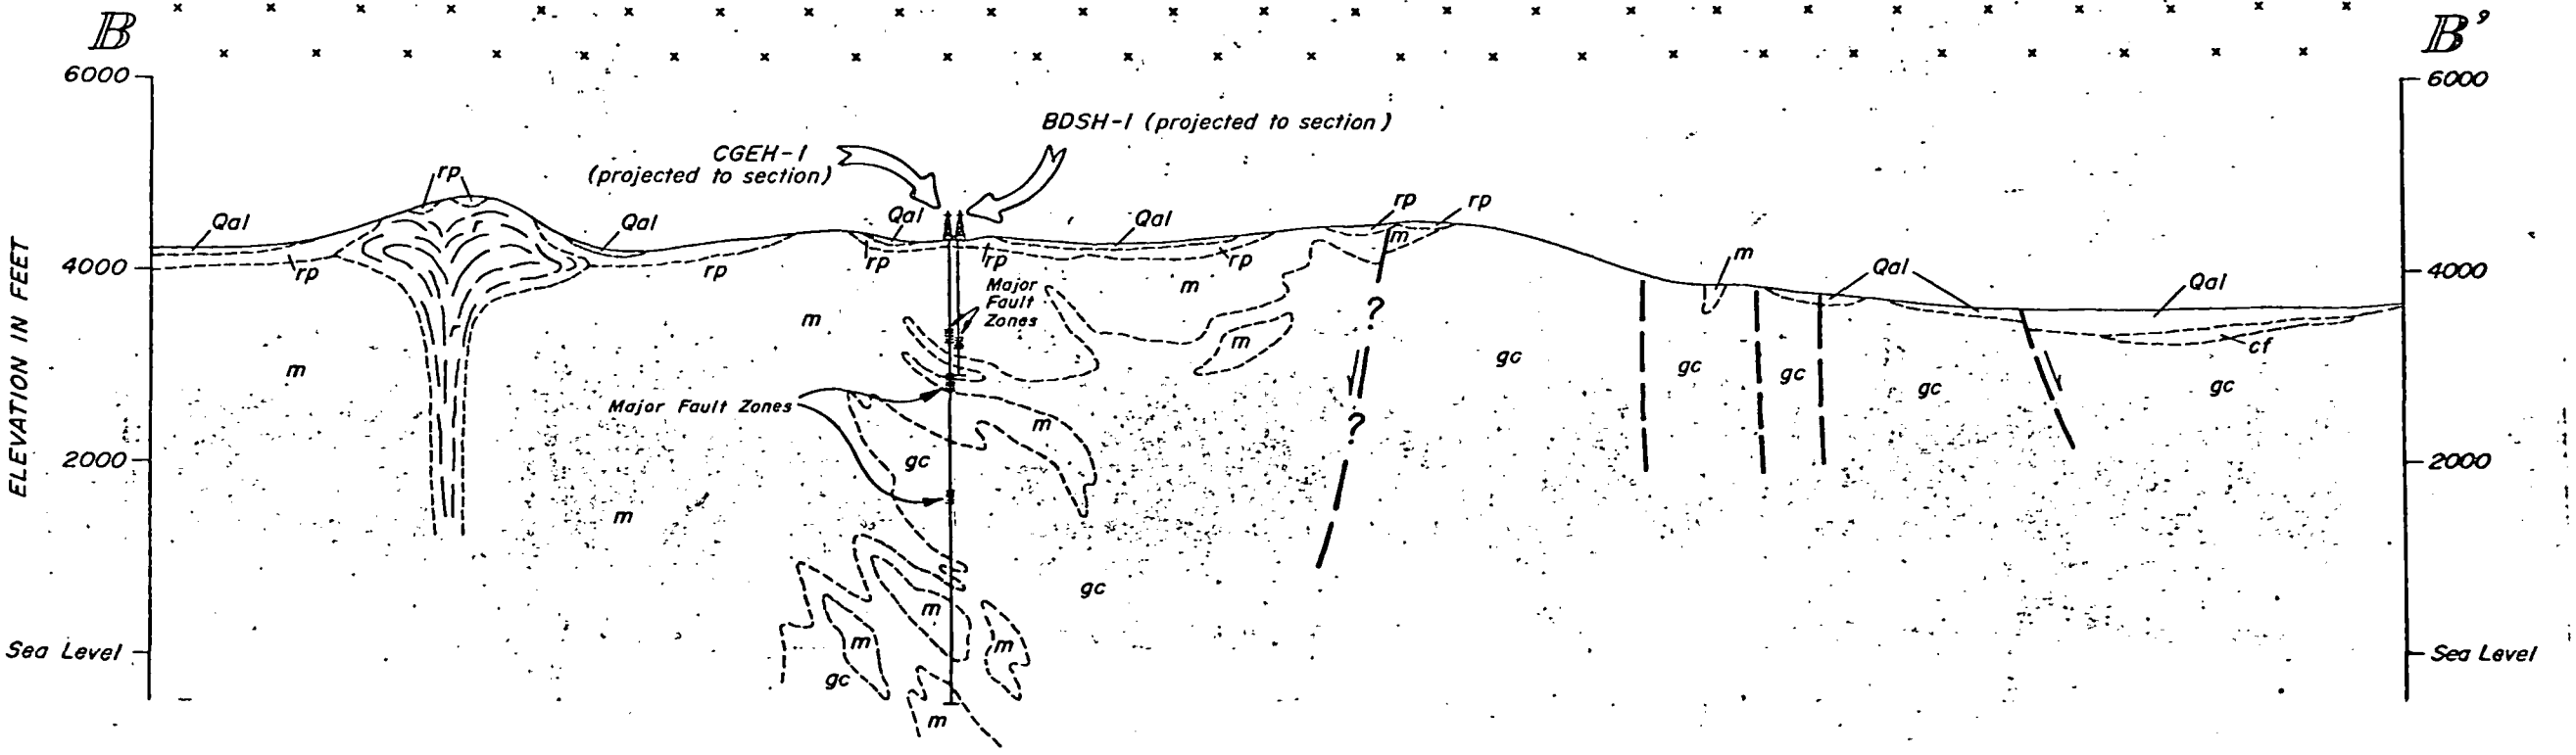 B
B'
6000
6000
BDSH-1 (projected to section)
CGEH-1
(projected to section)
rp
rp
rp
Qal
r
Qal
Qal
Qal
m
m
Qal
Qal
4000
rp
rp
rp
rp
rp
4000
ELEVATION IN FEET
Major
Fault
Zones
m
?
r
m
m
cf
m
gc
gc
gc
gc
gc
Major Fault Zones
m
?
2000
gc
2000
m
gc
m
m
m
Sea Level
Sea Level
gc
m